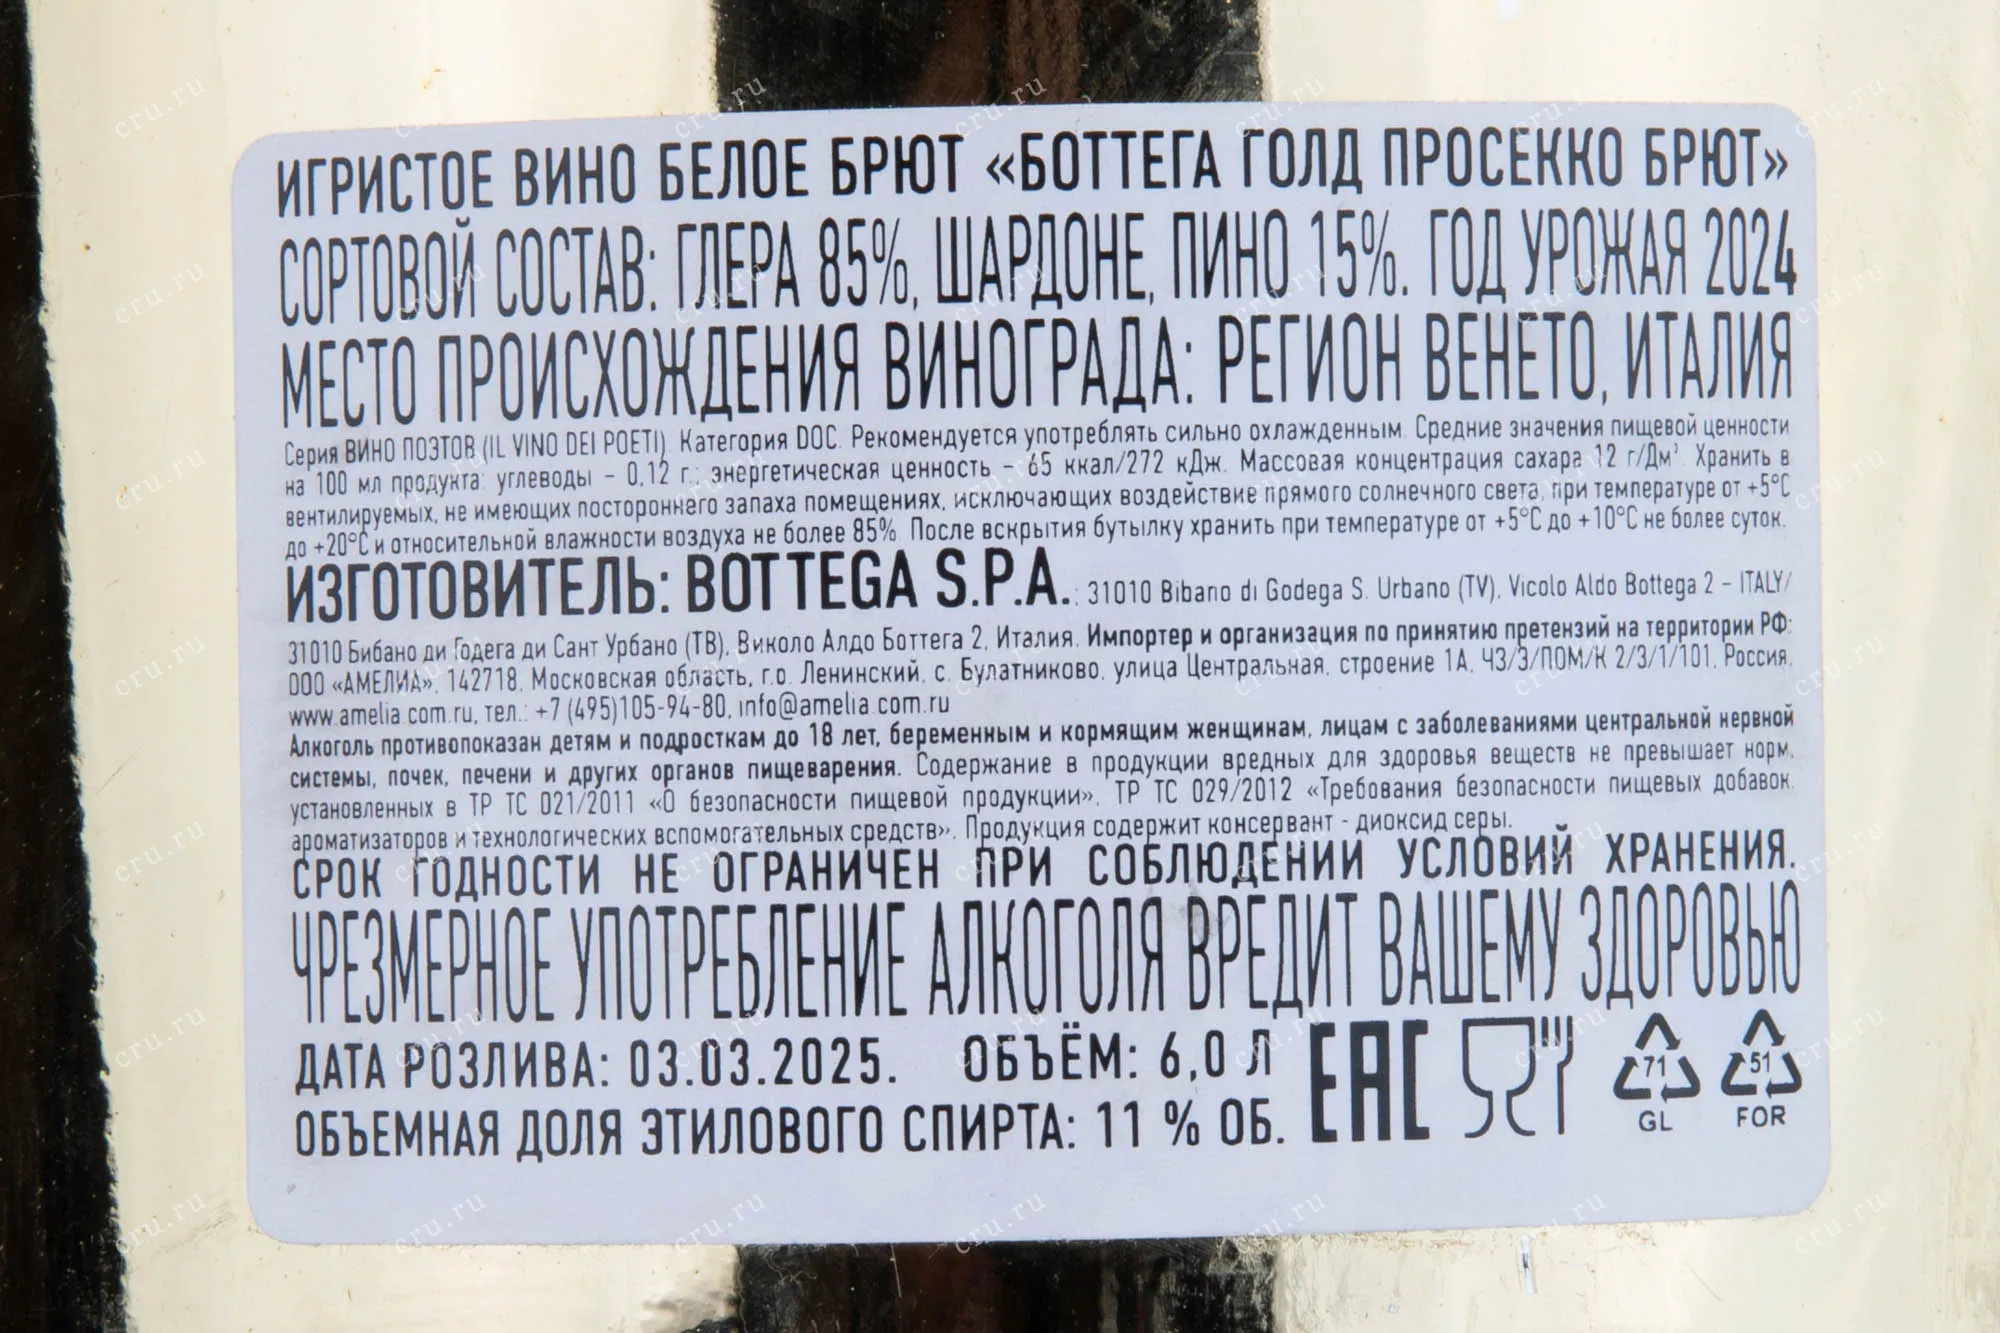 ИГРИСТОЕ ВИНО БЕЛОЕ БРЮТ «БОТТЕГА ГОЛД ПРОСЕККО БРЮТ»
СОРТОВОЙ СОСТАВ: ГЛЕРА 85%, ШАРДОНЕ, ПИНО 15%. ГОД УРОЖАЯ 2024
МЕСТО ПРОИСХОЖДЕНИЯ ВИНОГРАДА: РЕГИОН ВЕНЕТО, ИТАЛИЯ
Серия ВИНО ПОЭТОВ (IL VINO DEI POETI). Категория DOC. Рекомендуется употреблять сильно охлажденным. Средние значения пищевой ценности
на 100 мл продукта: углеводы – 0,12 г.; энергетическая ценность – 65 ккал/272 кДж. Массовая концентрация сахара 12 г/Дм³. Хранить в
вентилируемых, не имеющих постороннего запаха помещениях, исключающих воздействие прямого солнечного света, при температуре от +5°С
до +20°С и относительной влажности воздуха не более 85%. После вскрытия бутылку хранить при температуре от +5°С до +10°С не более суток.
ИЗГОТОВИТЕЛЬ: BOTTEGA S.P.A.: 31010 Bibano di Godega S. Urbano (TV), Vicolo Aldo Bottega 2 – ITALY/
31010 Бибано ди Годега ди Сант Урбано (ТВ), Виколо Алдо Боттега 2, Италия. Импортер и организация по принятию претензий на территории РФ:
ООО «АМЕЛИА», 142718, Московская область, г.о. Ленинский, с. Булатниково, улица Центральная, строение 1А, ЧЗ/Э/ПОМ/К 2/3/1/101, Россия,
www.amelia.com.ru, тел.: +7 (495)105-94-80, info@amelia.com.ru
Алкоголь противопоказан детям и подросткам до 18 лет, беременным и кормящим женщинам, лицам с заболеваниями центральной нервной
системы, почек, печени и других органов пищеварения. Содержание в продукции вредных для здоровья веществ не превышает норм,
установленных в ТР ТС 021/2011 «О безопасности пищевой продукции», ТР ТС 029/2012 «Требования безопасности пищевых добавок,
ароматизаторов и технологических вспомогательных средств». Продукция содержит консервант - диоксид серы.
СРОК ГОДНОСТИ НЕ ОГРАНИЧЕН ПРИ СОБЛЮДЕНИИ УСЛОВИЙ ХРАНЕНИЯ.
ЧРЕЗМЕРНОЕ УПОТРЕБЛЕНИЕ АЛКОГОЛЯ ВРЕДИТ ВАШЕМУ ЗДОРОВЬЮ
ДАТА РОЗЛИВА: 03.03.2025. ОБЪЁМ: 6,0 Л
ОБЪЕМНАЯ ДОЛЯ ЭТИЛОВОГО СПИРТА: 11 % ОБ.
EAC
71
GL
51
FOR
cru.ru